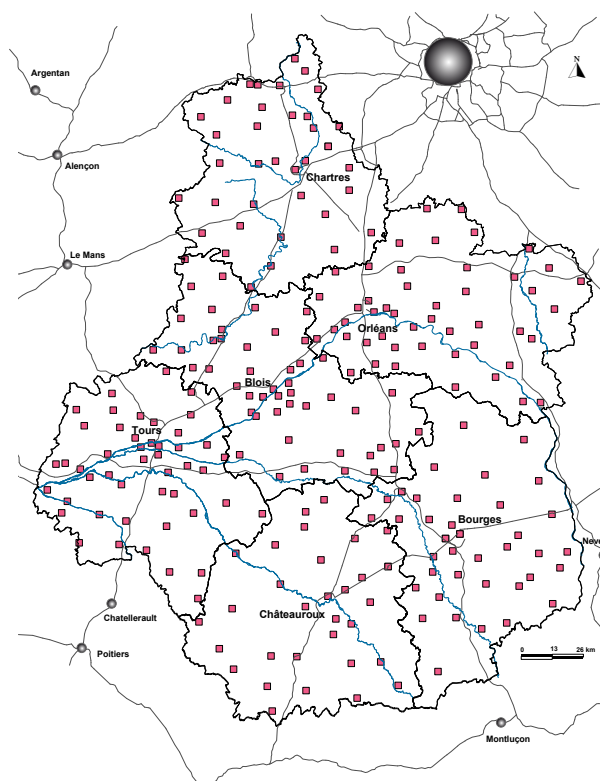 N
Argentan
Alençon
Chartres
Le Mans
Orléans
Blois
Tours
Bourges
Neve
Châteauroux
Chatellerault
Poitiers
0 13 26 km
Montluçon